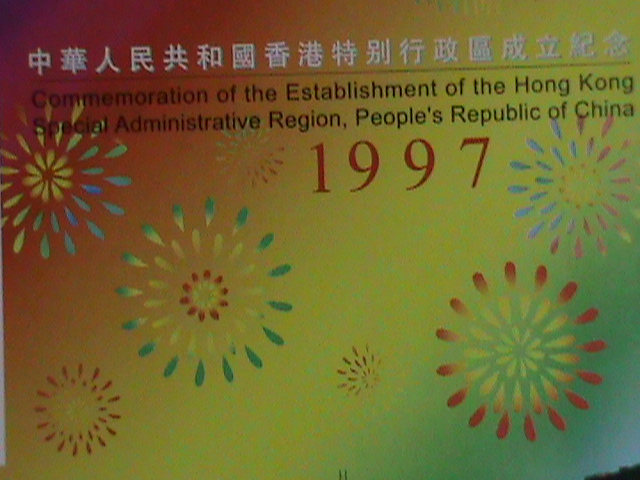 中華人民共和國香港特別行政區成立紀念
Commemoration of the Establishment of the Hong Kong
Special Administrative Region, People's Republic of China
1997